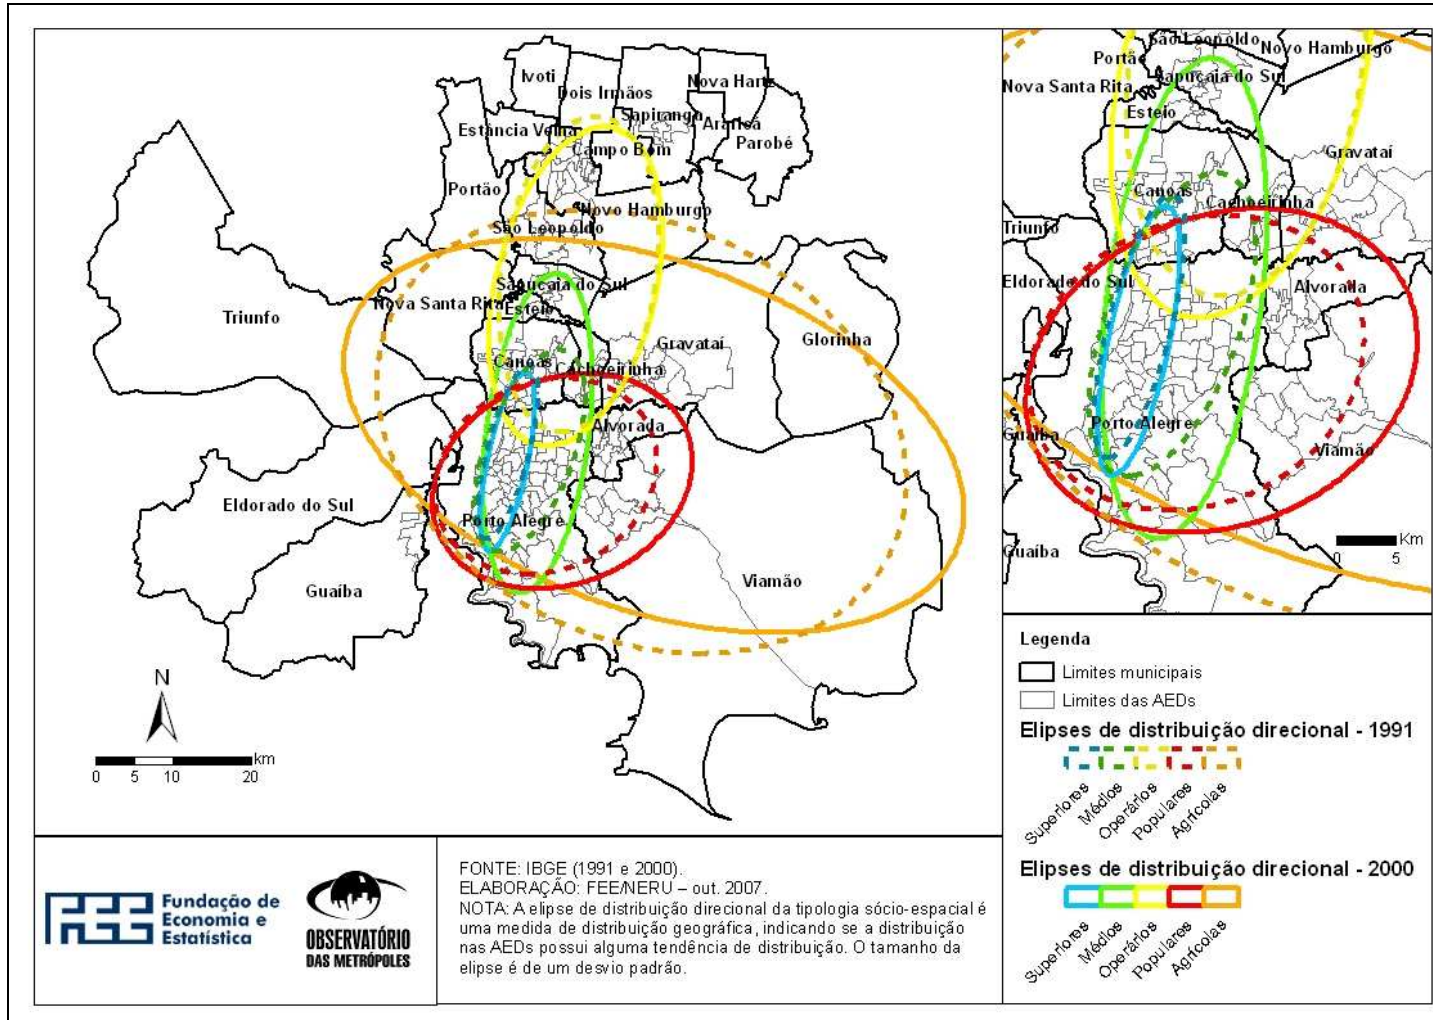 Ivoti
Nova Hartz
Dois Irmãos
Sapiranga
Araricá
Estância Velha
Campo Bom
Parobé
Portão
Novo Hamburgo
São Leopoldo
Sapucaia do Sul
Nova Santa Rita
Esteio
Triunfo
Glorinha
Gravataí
Canoas
Cachoeirinha
Alvorada
Eldorado do Sul
Porto Alegre
Guaíba
Viamão
N
km
0 5 10 20
São Leopoldo
Novo Hamburgo
Portão
Sapucaia do Sul
Nova Santa Rita
Esteio
Gravataí
Canoas
Cachoeirinha
Triunfo
Eldorado do Sul
Alvorada
Porto Alegre
Guaíba
Viamão
Km
0 5
Guaíba
Legenda
Limites municipais
Limites das AEDs
Elipses de distribuição direcional - 1991
Superiores Médios Operários Populares Agrícolas
Elipses de distribuição direcional - 2000
Superiores Médios Operários Populares Agrícolas
FEE Fundação de
Economia e
Estatística
OBSERVATÓRIO
DAS METRÓPOLES
FONTE: IBGE (1991 e 2000).
ELABORAÇÃO: FEE/NERU – out. 2007.
NOTA: A elipse de distribuição direcional da tipologia sócio-espacial é
uma medida de distribuição geográfica, indicando se a distribuição
nas AEDs possui alguma tendência de distribuição. O tamanho da
elipse é de um desvio padrão.